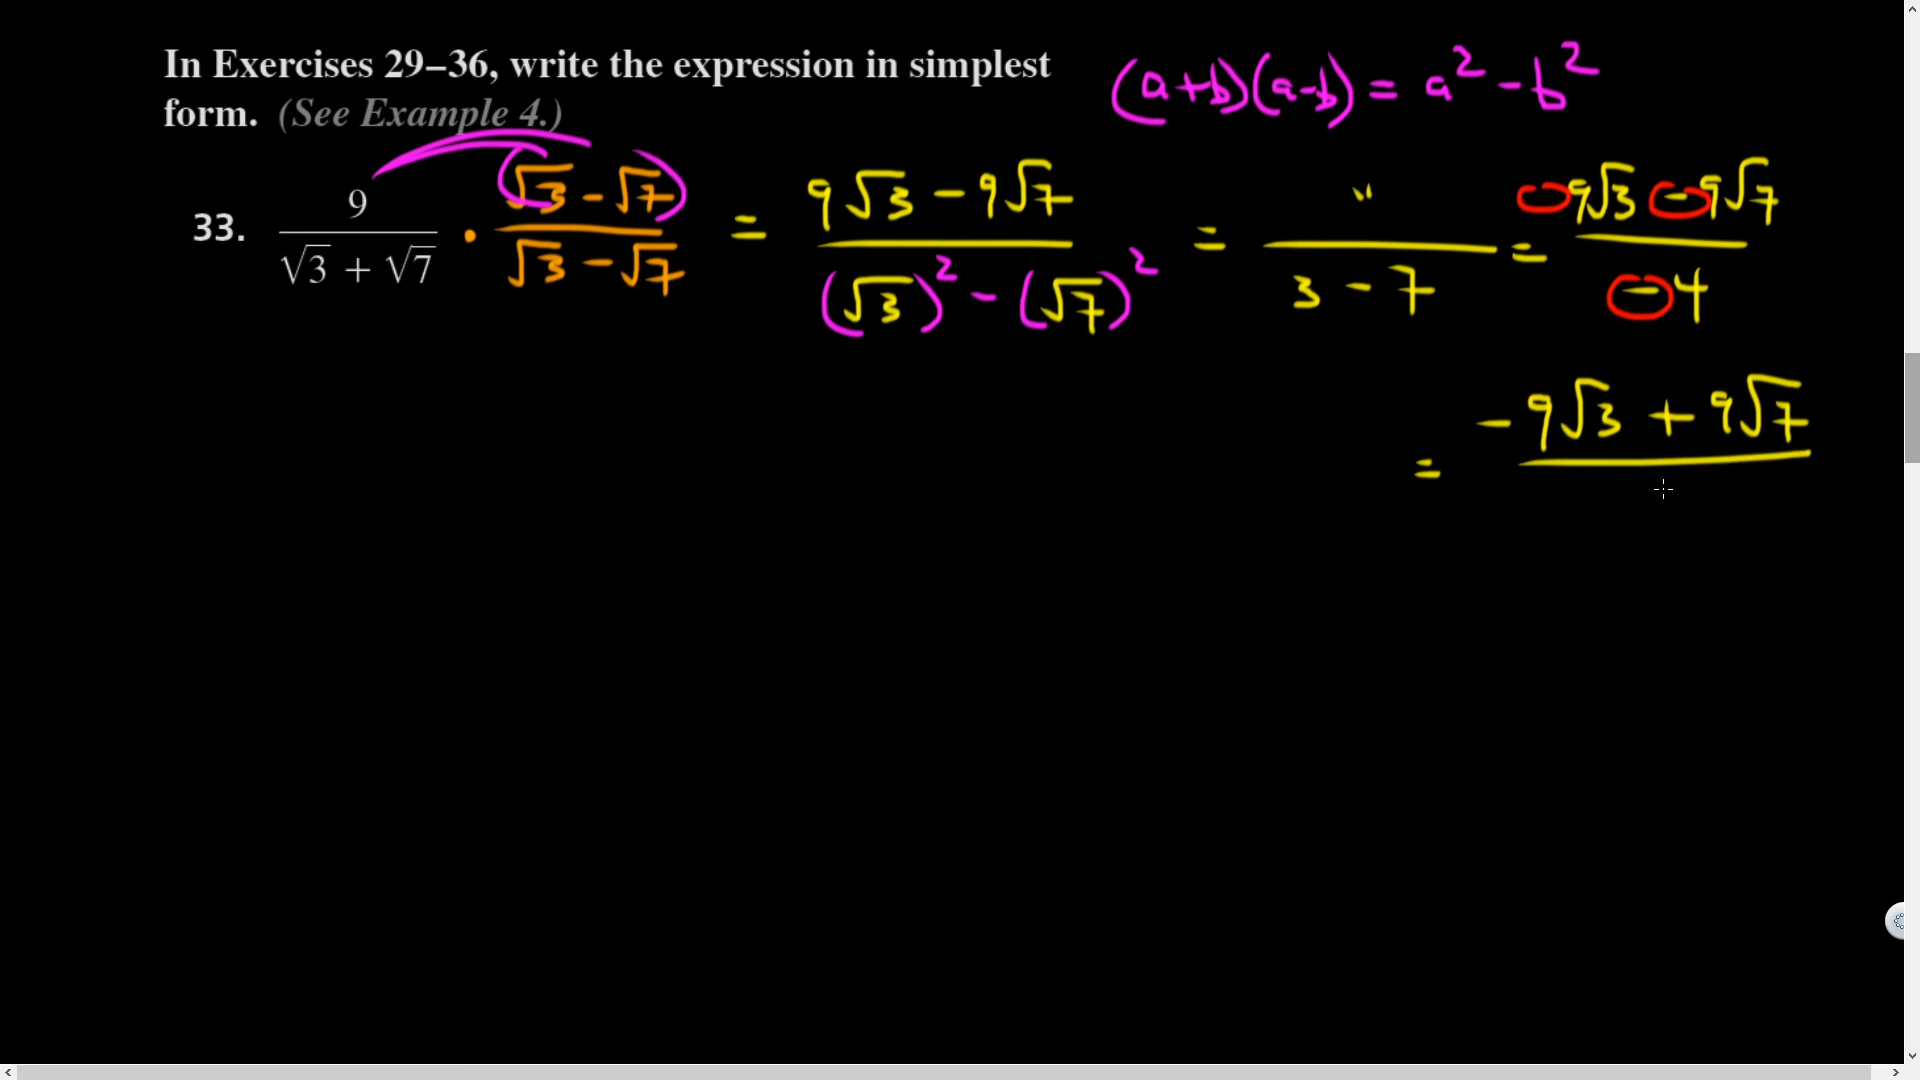 In Exercises 29–36, write the expression in simplest
form. (See Example 4.)
(a+b)(a-b) = a² - b²
33. 9/(√3 + √7) · (√3 - √7)/(√3 - √7) = (9√3 - 9√7)/((√3)² - (√7)²) = "/(3 - 7) = (9√3 - 9√7)/(-4)
= - 9√3 + 9√7